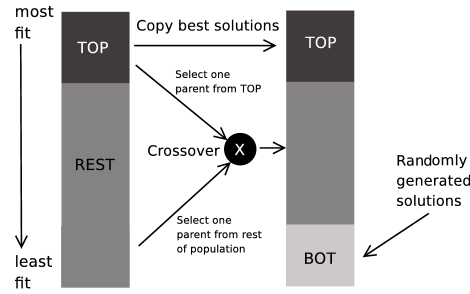 most
fit
TOP
Copy best solutions
TOP
Select one
parent from TOP
REST
Crossover
X
Randomly
generated
solutions
Select one
parent from rest
of population
least
fit
BOT